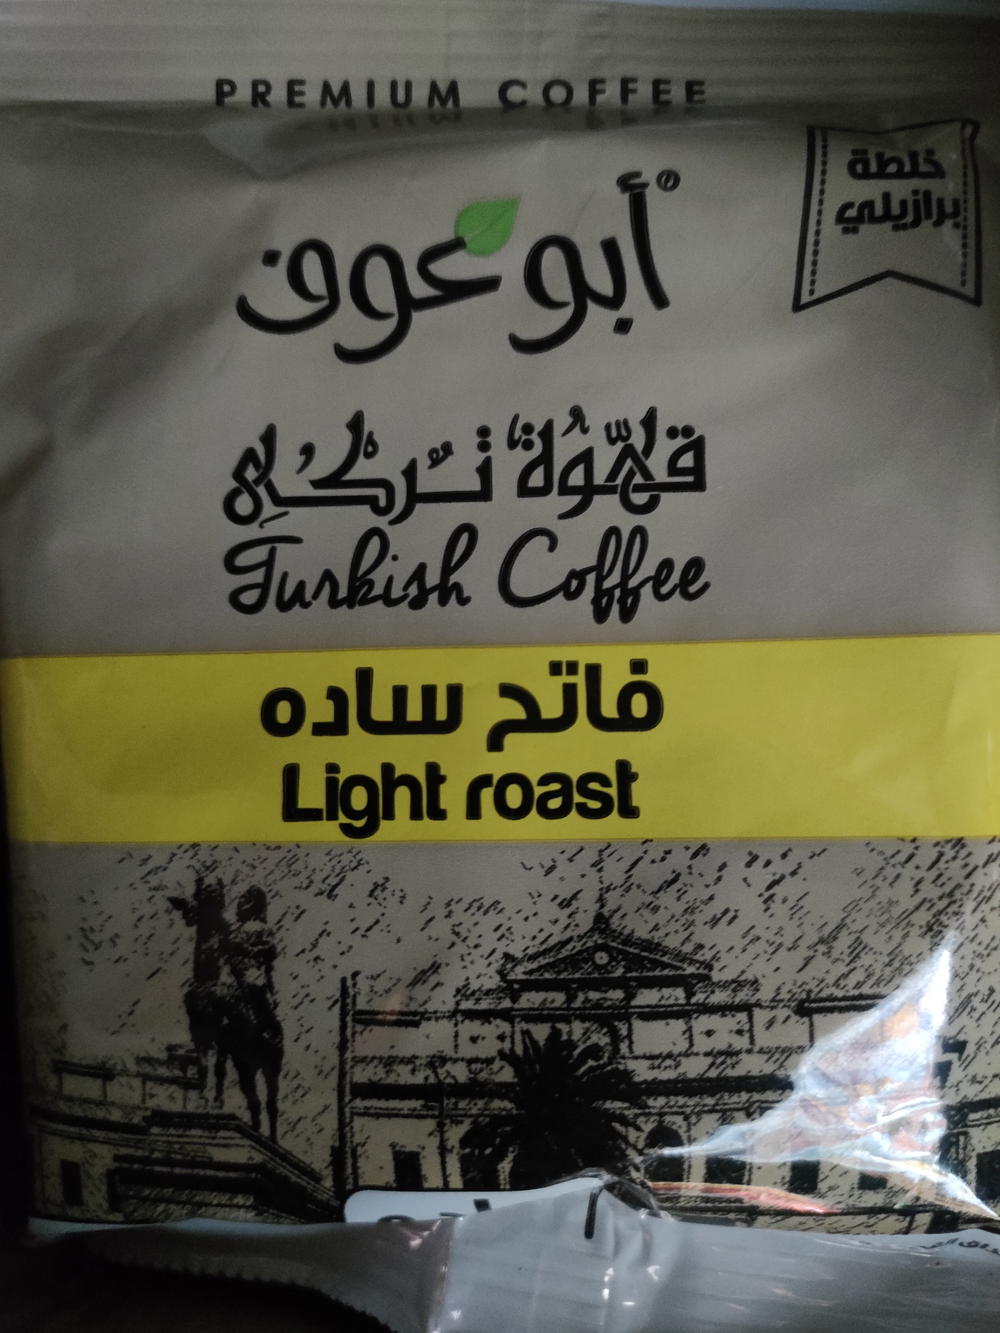 PREMIUM COFFEE
خلطة
برازيلي
أبو عوف
قهوة تركي
Turkish Coffee
فاتح ساده
Light roast